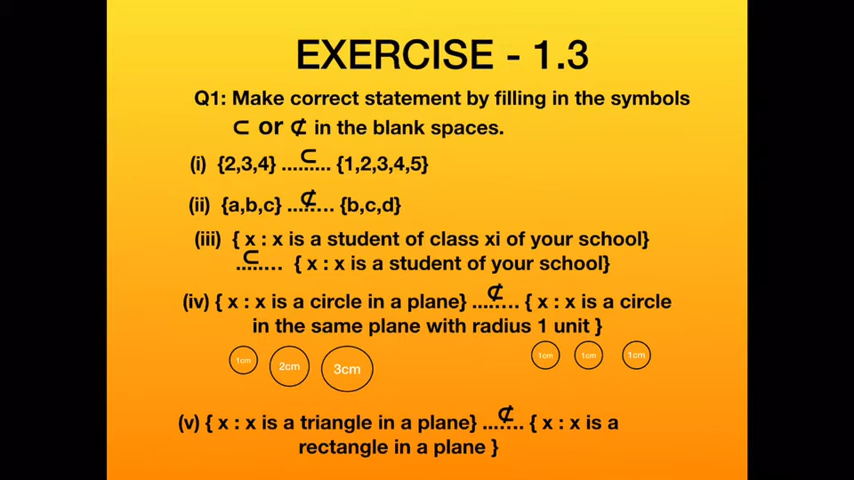 EXERCISE - 1.3
Q1: Make correct statement by filling in the symbols
⊂ or ⊄ in the blank spaces.
(i) {2,3,4} ...⊂... {1,2,3,4,5}
(ii) {a,b,c} ...⊄... {b,c,d}
(iii) { x : x is a student of class xi of your school}
...⊂... { x : x is a student of your school}
(iv) { x : x is a circle in a plane} ...⊄... { x : x is a circle
in the same plane with radius 1 unit }
1cm 2cm 3cm 1cm 1cm 1cm
(v) { x : x is a triangle in a plane} ...⊄... { x : x is a
rectangle in a plane }